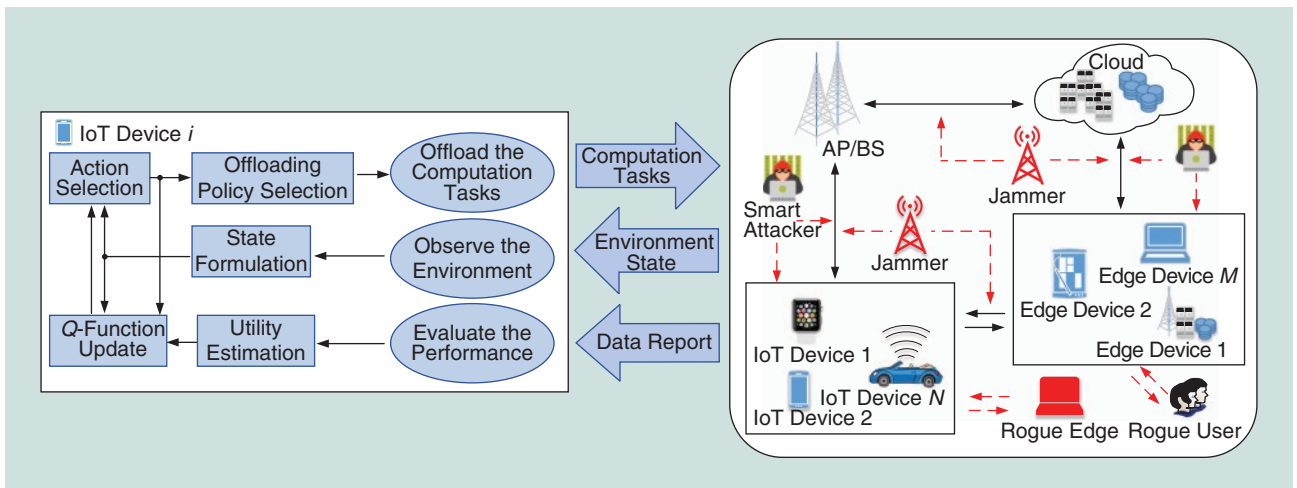 IoT Device i
Action
Selection
Offloading
Policy Selection
Offload the
Computation
Tasks
State
Formulation
Observe the
Environment
Q-Function
Update
Utility
Estimation
Evaluate the
Performance
Computation
Tasks
Environment
State
Data Report
Cloud
AP/BS
Smart
Attacker
Jammer
Jammer
Edge Device M
Edge Device 2
Edge Device 1
IoT Device 1
IoT Device N
IoT Device 2
Rogue Edge
Rogue User